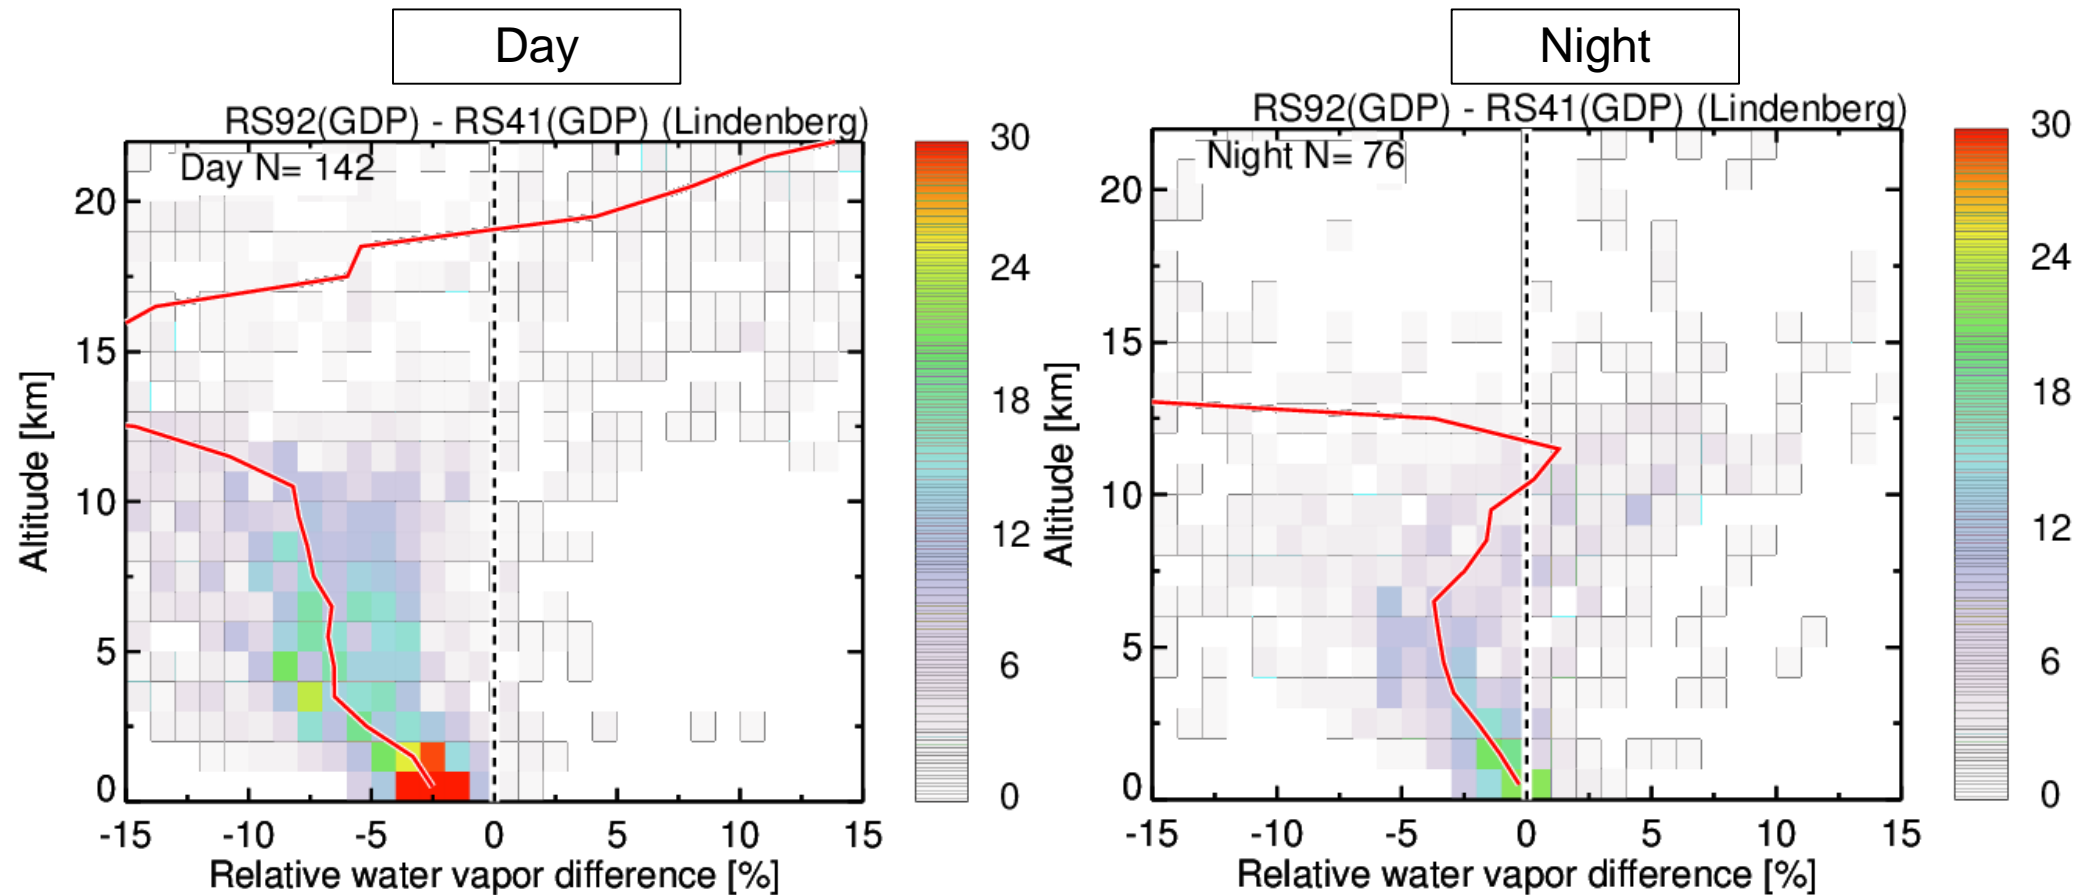 Day
Night
RS92(GDP) - RS41(GDP) (Lindenberg)
Day N= 142
Altitude [km]
20
15
10
5
0
-15 -10 -5 0 5 10 15
Relative water vapor difference [%]
30
24
18
12
6
0
RS92(GDP) - RS41(GDP) (Lindenberg)
Night N= 76
Altitude [km]
20
15
10
5
0
-15 -10 -5 0 5 10 15
Relative water vapor difference [%]
30
24
18
12
6
0